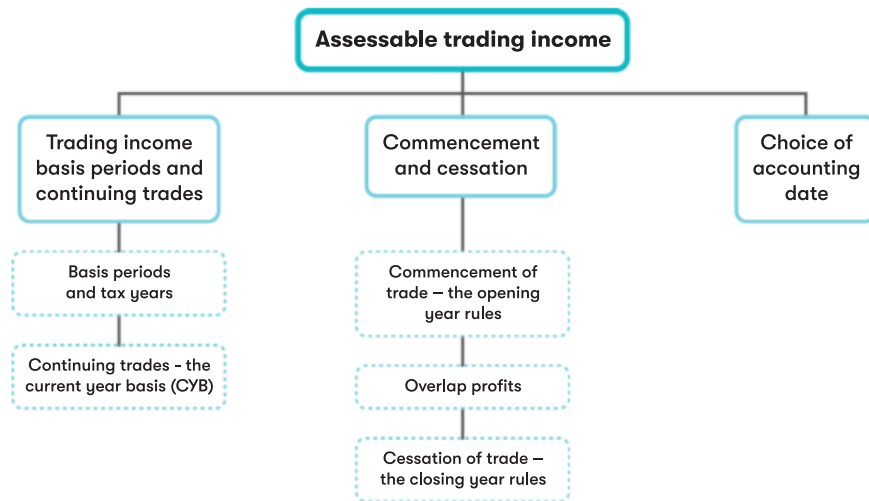 Assessable trading income
Trading income
basis periods and
continuing trades
Basis periods
and tax years
Continuing trades - the
current year basis (CYB)
Commencement
and cessation
Commencement of
trade – the opening
year rules
Overlap profits
Cessation of trade –
the closing year rules
Choice of
accounting
date